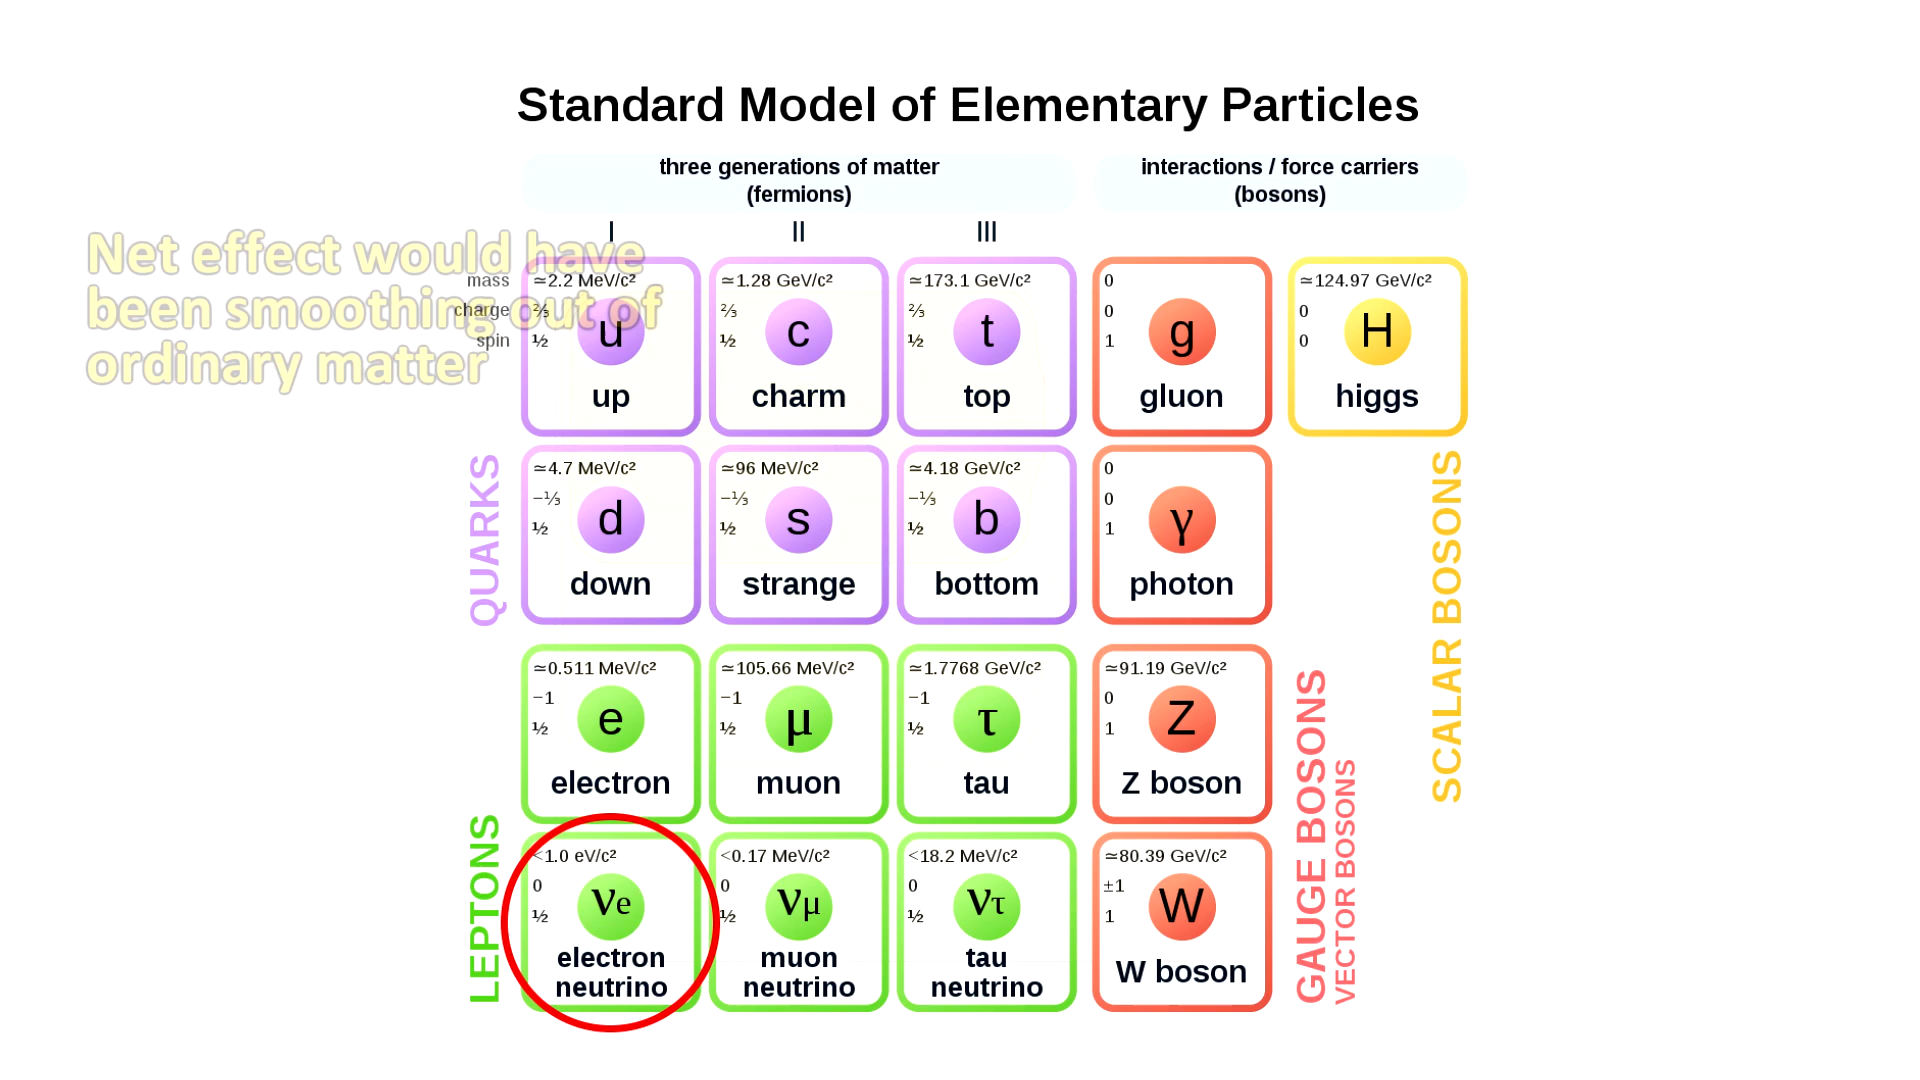 Standard Model of Elementary Particles
three generations of matter
(fermions)
interactions / force carriers
(bosons)
I II III
Net effect would have
been smoothing out of
ordinary matter
mass
charge
spin
≃2.2 MeV/c²
⅔
½
u
up
≃1.28 GeV/c²
⅔
½
c
charm
≃173.1 GeV/c²
⅔
½
t
top
0
0
1
g
gluon
≃124.97 GeV/c²
0
0
H
higgs
QUARKS
≃4.7 MeV/c²
−⅓
½
d
down
≃96 MeV/c²
−⅓
½
s
strange
≃4.18 GeV/c²
−⅓
½
b
bottom
0
0
1
γ
photon
SCALAR BOSONS
≃0.511 MeV/c²
−1
½
e
electron
≃105.66 MeV/c²
−1
½
μ
muon
≃1.7768 GeV/c²
−1
½
τ
tau
≃91.19 GeV/c²
0
1
Z
Z boson
LEPTONS
<1.0 eV/c²
0
½
νe
electron
neutrino
<0.17 MeV/c²
0
½
νμ
muon
neutrino
<18.2 MeV/c²
0
½
ντ
tau
neutrino
≃80.39 GeV/c²
±1
1
W
W boson
GAUGE BOSONS
VECTOR BOSONS